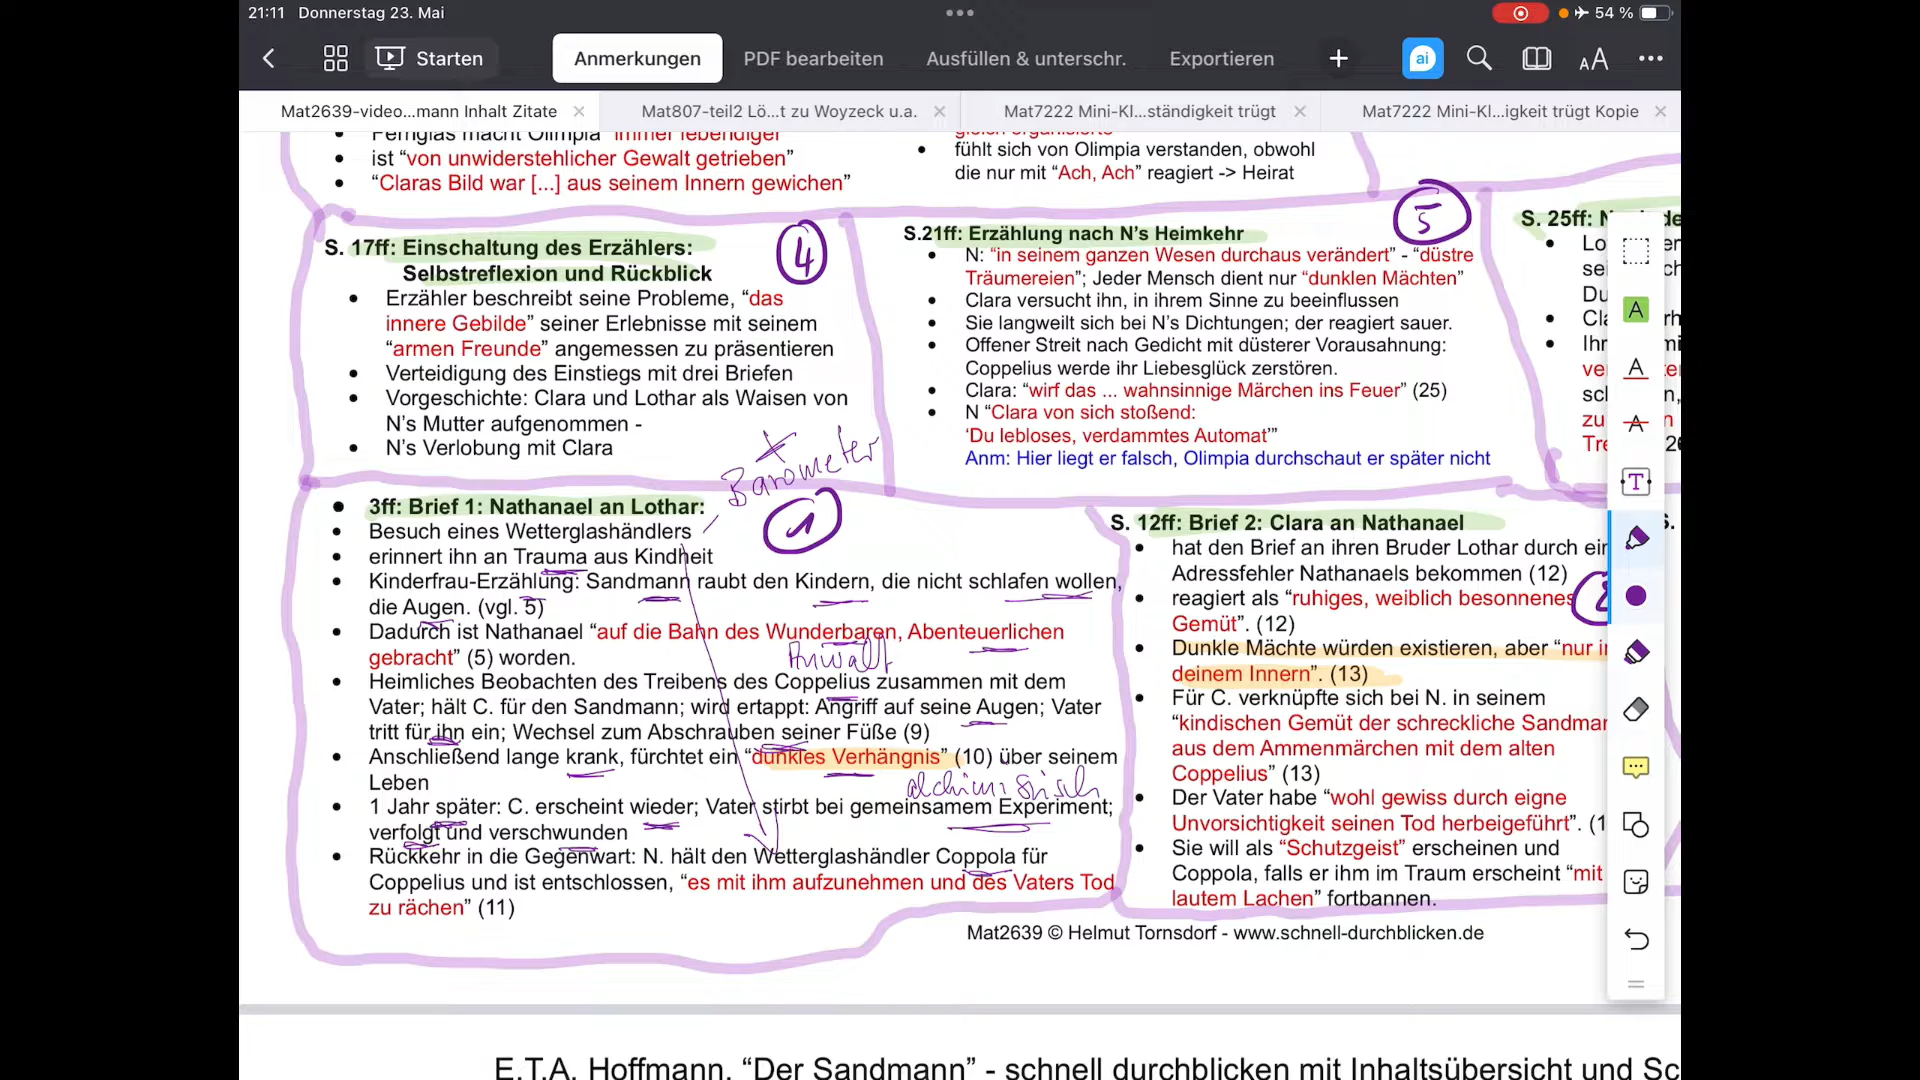 21:11 Donnerstag 23. Mai
54 %
Starten
Anmerkungen
PDF bearbeiten
Ausfüllen & unterschr.
Exportieren
ai
AA
Mat2639-video...mann Inhalt Zitate
Mat807-teil2 Lö...t zu Woyzeck u.a.
Mat7222 Mini-Kl...ständigkeit trügt
Mat7222 Mini-Kl...igkeit trügt Kopie
Fernglas macht Olimpia “immer lebendiger
ist “von unwiderstehlicher Gewalt getrieben”
“Claras Bild war [...] aus seinem Innern gewichen”
gleich organisierte
fühlt sich von Olimpia verstanden, obwohl
die nur mit “Ach, Ach” reagiert -> Heirat
S. 17ff: Einschaltung des Erzählers:
Selbstreflexion und Rückblick
4
Erzähler beschreibt seine Probleme, “das
innere Gebilde” seiner Erlebnisse mit seinem
“armen Freunde” angemessen zu präsentieren
Verteidigung des Einstiegs mit drei Briefen
Vorgeschichte: Clara und Lothar als Waisen von
N’s Mutter aufgenommen -
N’s Verlobung mit Clara
5
S.21ff: Erzählung nach N’s Heimkehr
N: “in seinem ganzen Wesen durchaus verändert” - “düstre
Träumereien”; Jeder Mensch dient nur “dunklen Mächten”
Clara versucht ihn, in ihrem Sinne zu beeinflussen
Sie langweilt sich bei N’s Dichtungen; der reagiert sauer.
Offener Streit nach Gedicht mit düsterer Vorausahnung:
Coppelius werde ihr Liebesglück zerstören.
Clara: “wirf das ... wahnsinnige Märchen ins Feuer” (25)
N “Clara von sich stoßend:
‘Du lebloses, verdammtes Automat’”
Anm: Hier liegt er falsch, Olimpia durchschaut er später nicht
S. 25ff:
Barometer
3ff: Brief 1: Nathanael an Lothar:
1
Besuch eines Wetterglashändlers
erinnert ihn an Trauma aus Kindheit
Kinderfrau-Erzählung: Sandmann raubt den Kindern, die nicht schlafen wollen,
die Augen. (vgl. 5)
Dadurch ist Nathanael “auf die Bahn des Wunderbaren, Abenteuerlichen
gebracht” (5) worden.
Anwalt
Heimliches Beobachten des Treibens des Coppelius zusammen mit dem
Vater; hält C. für den Sandmann; wird ertappt: Angriff auf seine Augen; Vater
tritt für ihn ein; Wechsel zum Abschrauben seiner Füße (9)
Anschließend lange krank, fürchtet ein “dunkles Verhängnis” (10) über seinem
Leben
alchimistisch
1 Jahr später: C. erscheint wieder; Vater stirbt bei gemeinsamem Experiment;
verfolgt und verschwunden
Rückkehr in die Gegenwart: N. hält den Wetterglashändler Coppola für
Coppelius und ist entschlossen, “es mit ihm aufzunehmen und des Vaters Tod
zu rächen” (11)
S. 12ff: Brief 2: Clara an Nathanael
hat den Brief an ihren Bruder Lothar durch ein
Adressfehler Nathanaels bekommen (12)
reagiert als “ruhiges, weiblich besonnenes
Gemüt”. (12)
Dunkle Mächte würden existieren, aber “nur in
deinem Innern”. (13)
Für C. verknüpfte sich bei N. in seinem
“kindischen Gemüt der schreckliche Sandmar
aus dem Ammenmärchen mit dem alten
Coppelius” (13)
Der Vater habe “wohl gewiss durch eigne
Unvorsichtigkeit seinen Tod herbeigeführt”. (1
Sie will als “Schutzgeist” erscheinen und
Coppola, falls er ihm im Traum erscheint “mit
lautem Lachen” fortbannen.
Mat2639 © Helmut Tornsdorf - www.schnell-durchblicken.de
E.T.A. Hoffmann, “Der Sandmann” - schnell durchblicken mit Inhaltsübersicht und Sc